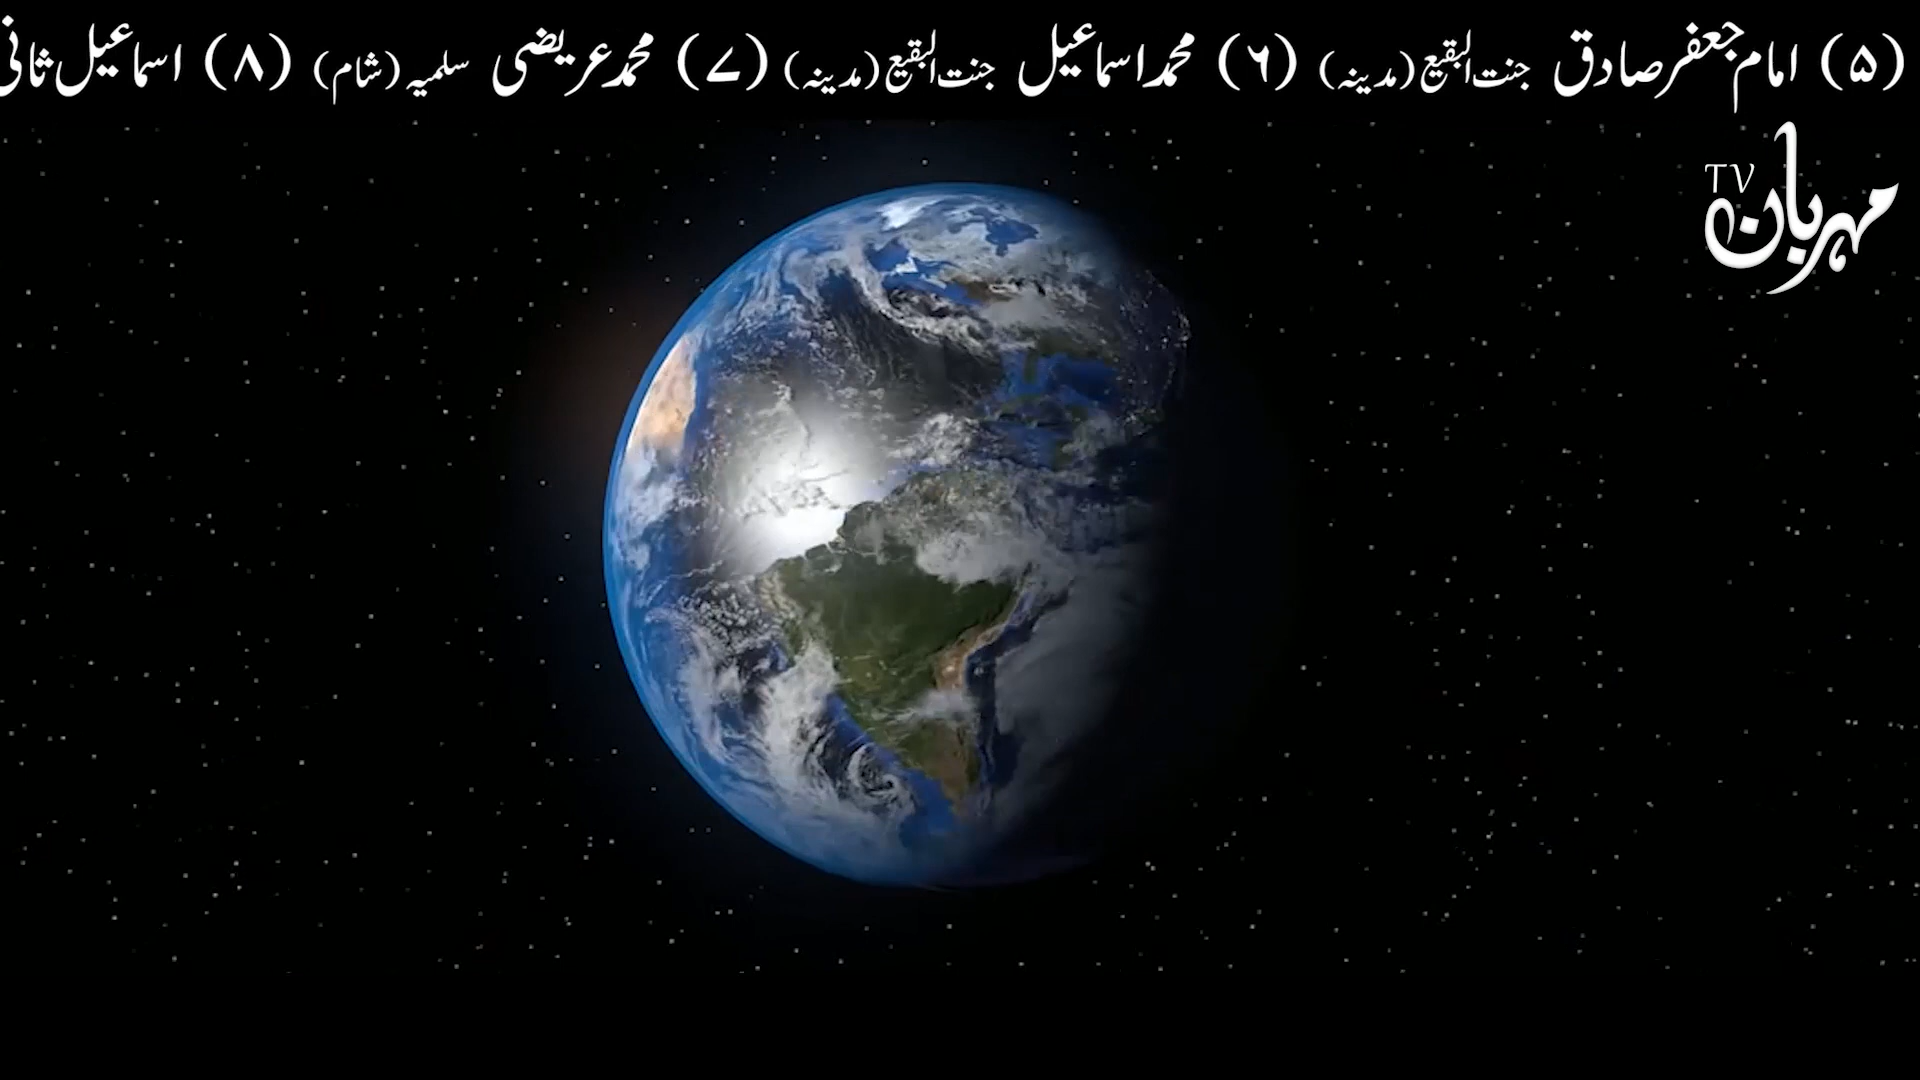 (۵) امام جعفر صادق جنت البقیع (مدینہ) (۶) محمد اسماعیل جنت البقیع (مدینہ) (۷) محمد عریضی سلمیہ (شام) (۸) اسماعیل ثانی
TV
مہربان